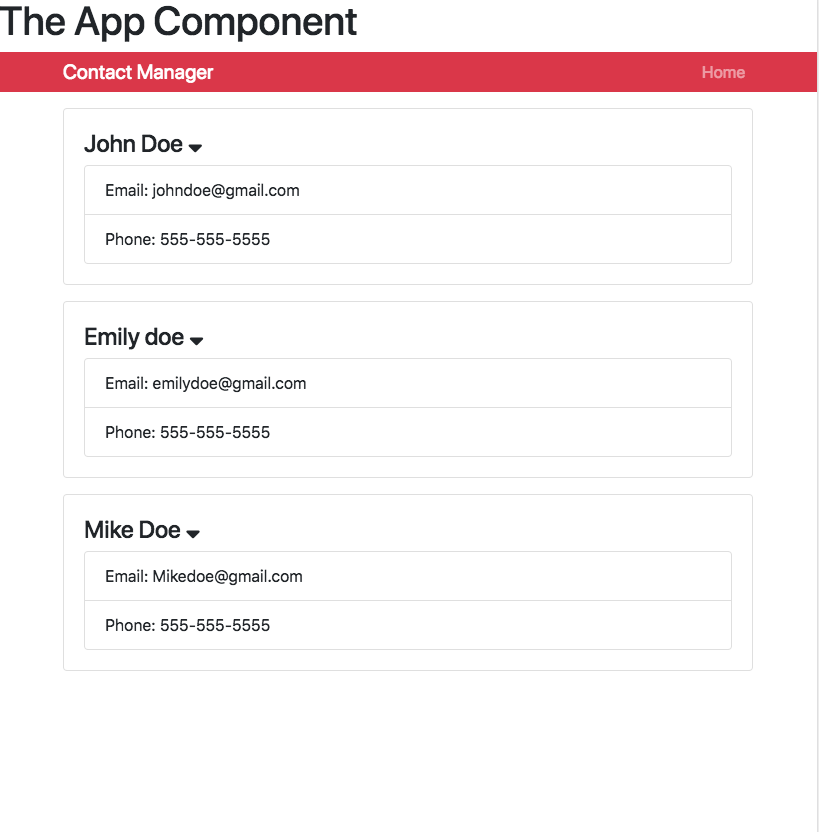 The App Component
Contact Manager Home
John Doe
Email: johndoe@gmail.com
Phone: 555-555-5555
Emily doe
Email: emilydoe@gmail.com
Phone: 555-555-5555
Mike Doe
Email: Mikedoe@gmail.com
Phone: 555-555-5555